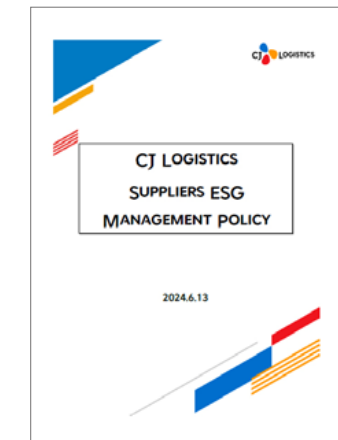 CJ LOGISTICS
CJ LOGISTICS
SUPPLIERS ESG
MANAGEMENT POLICY
2024.6.13